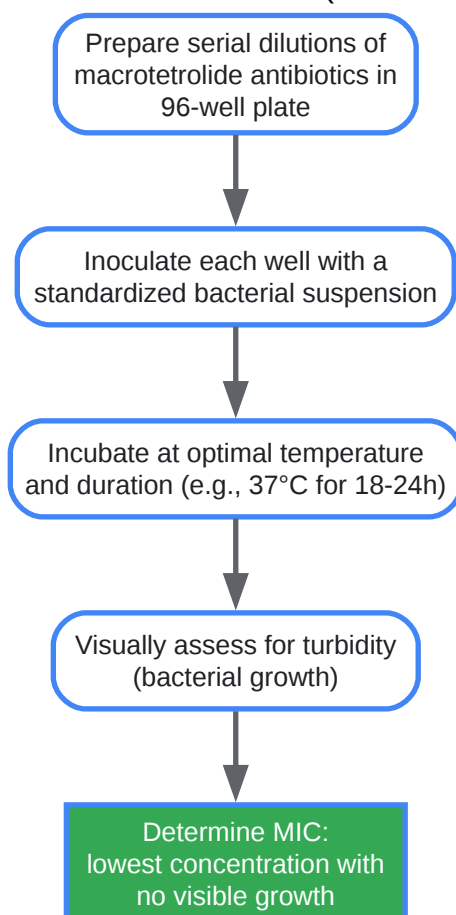 Prepare serial dilutions of
macrotetrolide antibiotics in
96-well plate
Inoculate each well with a
standardized bacterial suspension
Incubate at optimal temperature
and duration (e.g., 37°C for 18-24h)
Visually assess for turbidity
(bacterial growth)
Determine MIC:
lowest concentration with
no visible growth